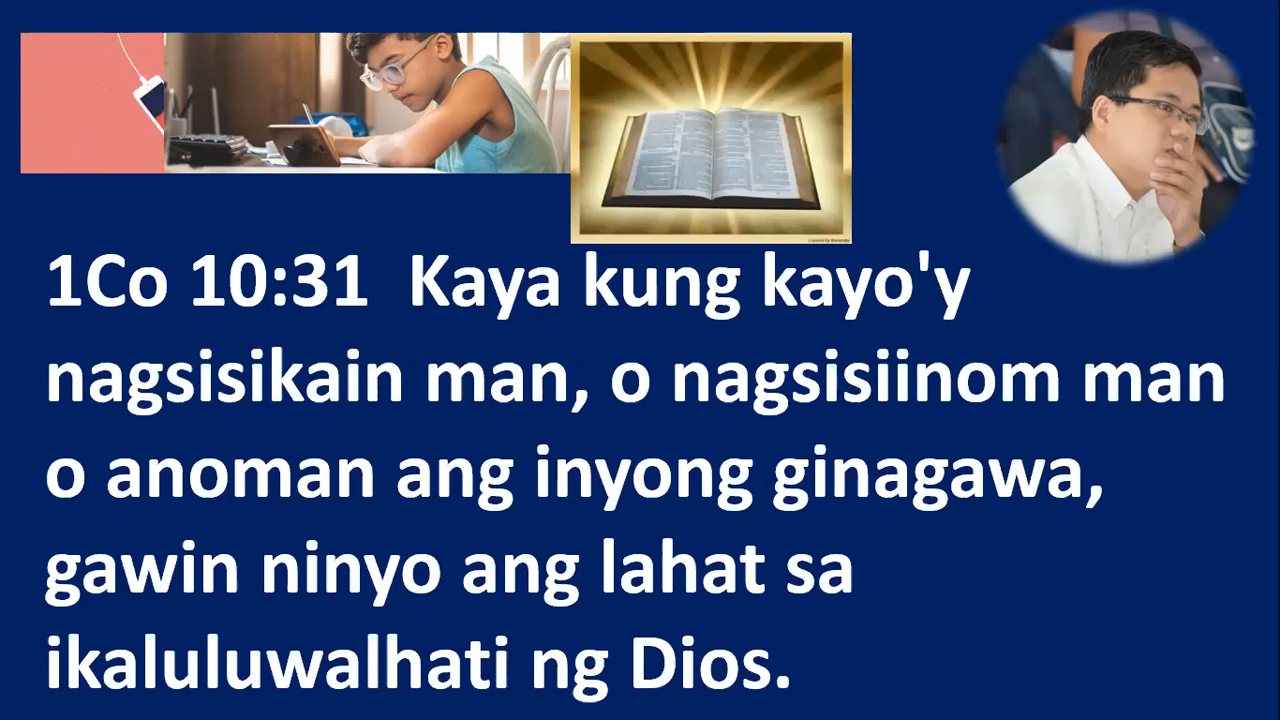 1Co 10:31 Kaya kung kayo'y
nagsisikain man, o nagsisiinom man
o anoman ang inyong ginagawa,
gawin ninyo ang lahat sa
ikaluluwalhati ng Dios.